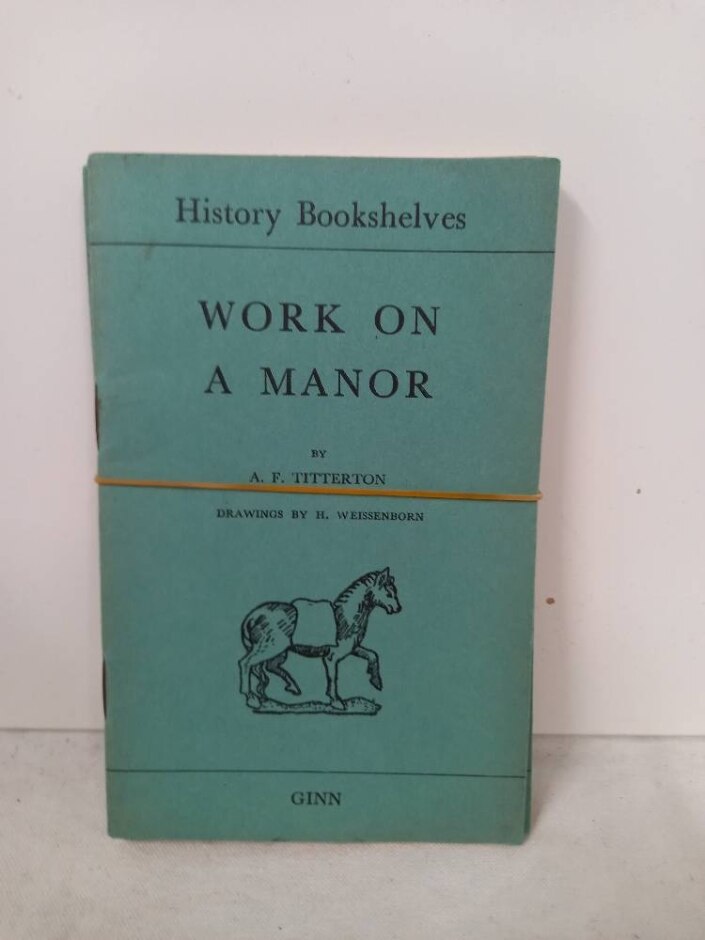 History Bookshelves
WORK ON
A MANOR
BY
A. F. TITTERTON
DRAWINGS BY H. WEISSENBORN
GINN